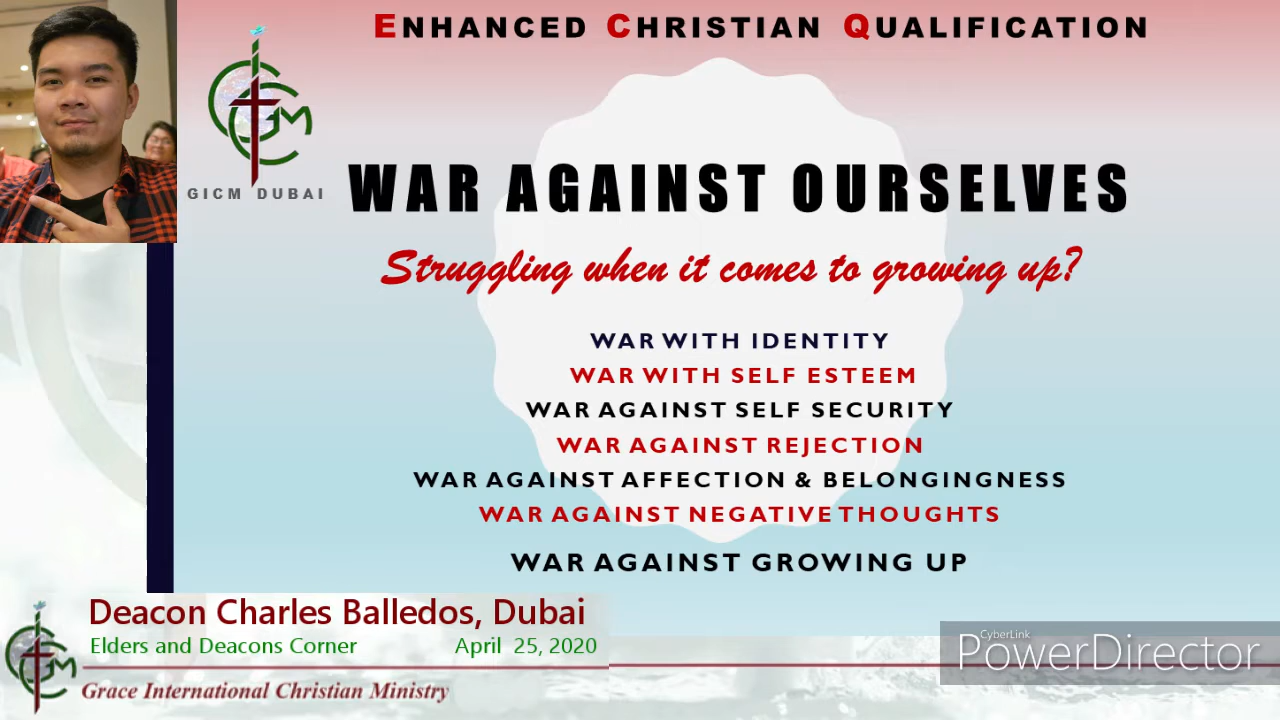 ENHANCED CHRISTIAN QUALIFICATION
GICM DUBAI
WAR AGAINST OURSELVES
Struggling when it comes to growing up?
WAR WITH IDENTITY
WAR WITH SELF ESTEEM
WAR AGAINST SELF SECURITY
WAR AGAINST REJECTION
WAR AGAINST AFFECTION & BELONGINGNESS
WAR AGAINST NEGATIVE THOUGHTS
WAR AGAINST GROWING UP
Deacon Charles Balledos, Dubai
Elders and Deacons Corner April 25, 2020
Grace International Christian Ministry
CyberLink
PowerDirector